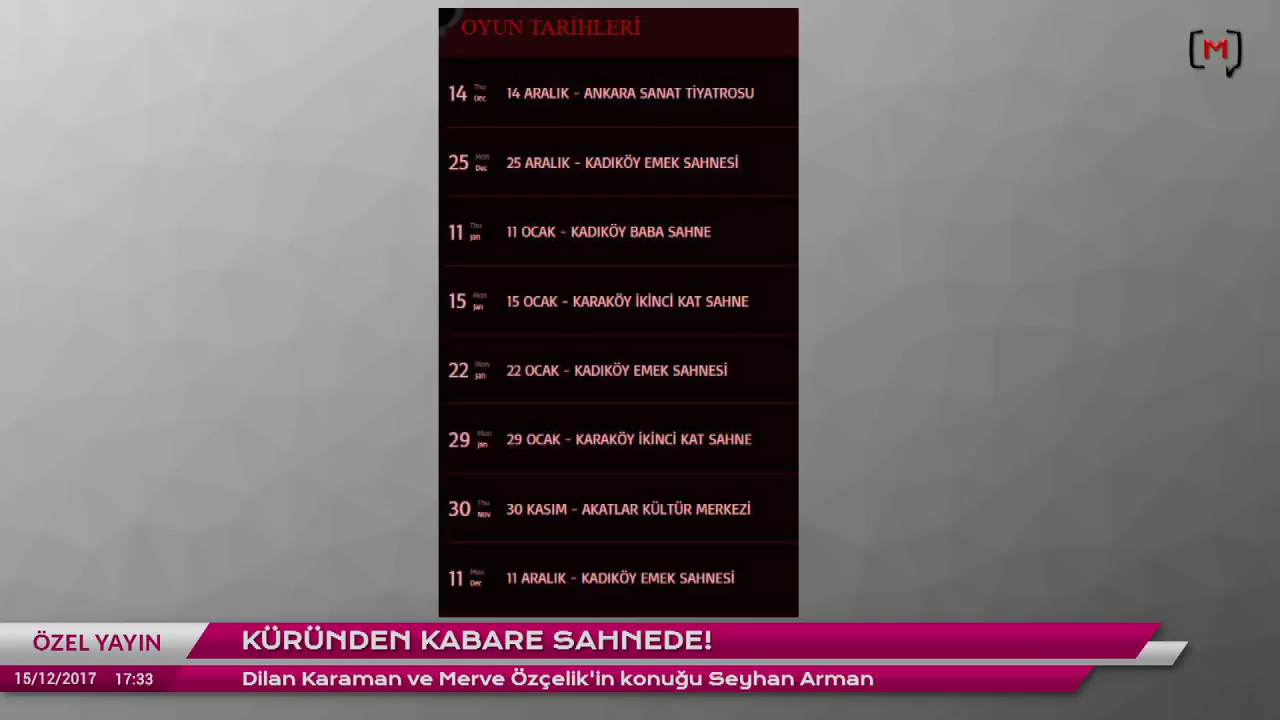 OYUN TARİHLERİ
14 Thu Dec 14 ARALIK - ANKARA SANAT TİYATROSU
25 Mon Dec 25 ARALIK - KADIKÖY EMEK SAHNESİ
11 Thu Jan 11 OCAK - KADIKÖY BABA SAHNE
15 Mon Jan 15 OCAK - KARAKÖY İKİNCİ KAT SAHNE
22 Mon Jan 22 OCAK - KADIKÖY EMEK SAHNESİ
29 Mon Jan 29 OCAK - KARAKÖY İKİNCİ KAT SAHNE
30 Thu Nov 30 KASIM - AKATLAR KÜLTÜR MERKEZİ
11 Mon Dec 11 ARALIK - KADIKÖY EMEK SAHNESİ
[M]
ÖZEL YAYIN
KÜRÜNDEN KABARE SAHNEDE!
15/12/2017 17:33
Dilan Karaman ve Merve Özçelik'in konuğu Seyhan Arman